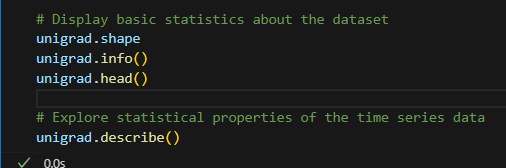 # Display basic statistics about the dataset
unigrad.shape
unigrad.info()
unigrad.head()
# Explore statistical properties of the time series data
unigrad.describe()
0.0s